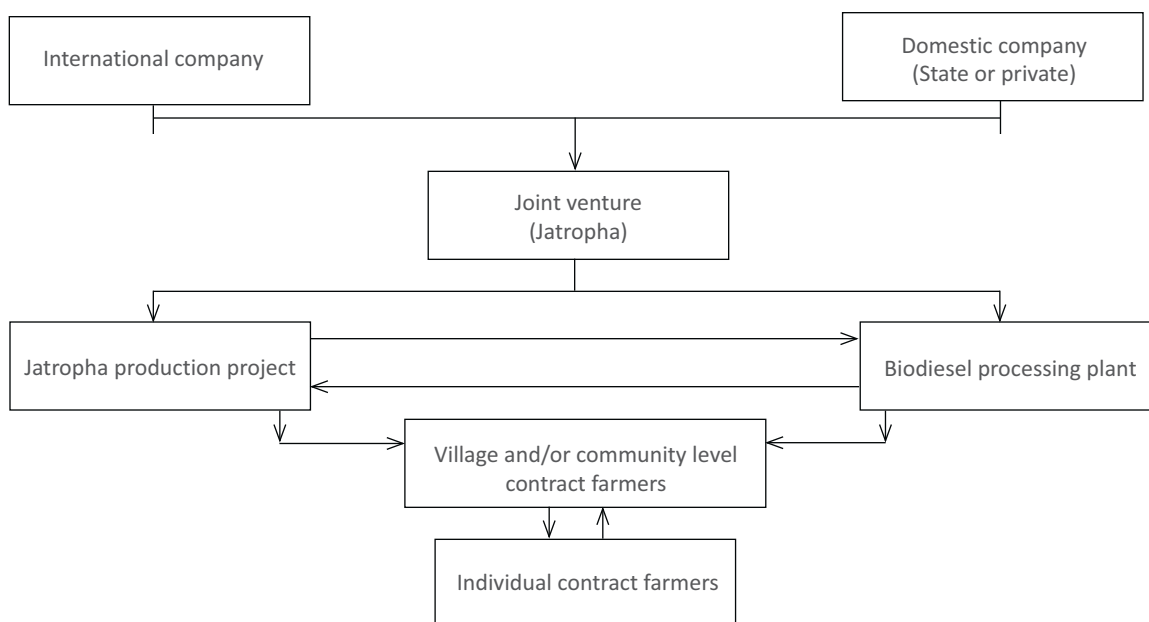 International company
Domestic company
(State or private)
Joint venture
(Jatropha)
Jatropha production project
Biodiesel processing plant
Village and/or community level
contract farmers
Individual contract farmers